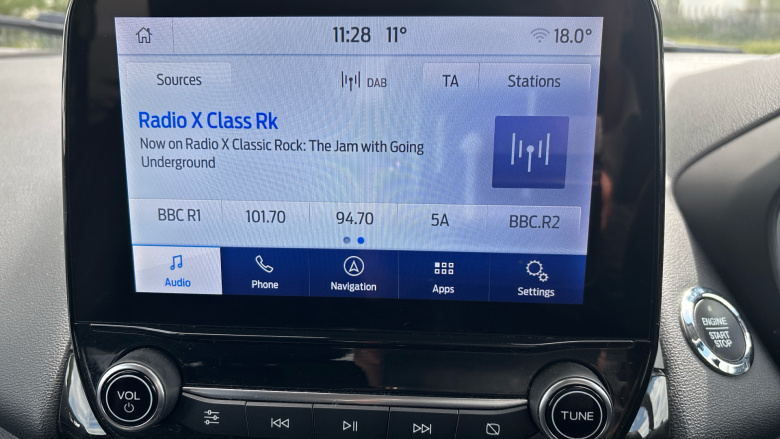 11:28 11° 18.0°
Sources DAB TA Stations
Radio X Class Rk
Now on Radio X Classic Rock: The Jam with Going
Underground
BBC R1 101.70 94.70 5A BBC.R2
Audio Phone Navigation Apps Settings
ENGINE
START
STOP
VOL TUNE